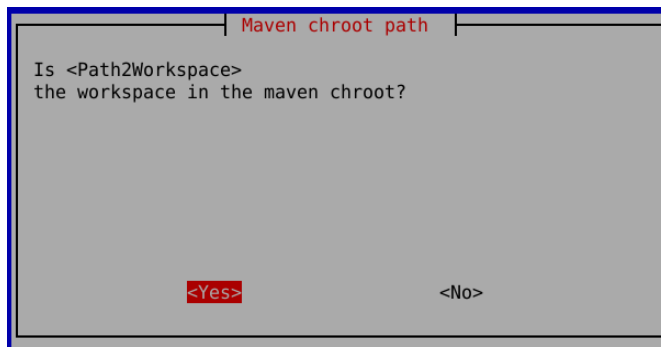 Maven chroot path
Is <Path2Workspace>
the workspace in the maven chroot?
<Yes> <No>